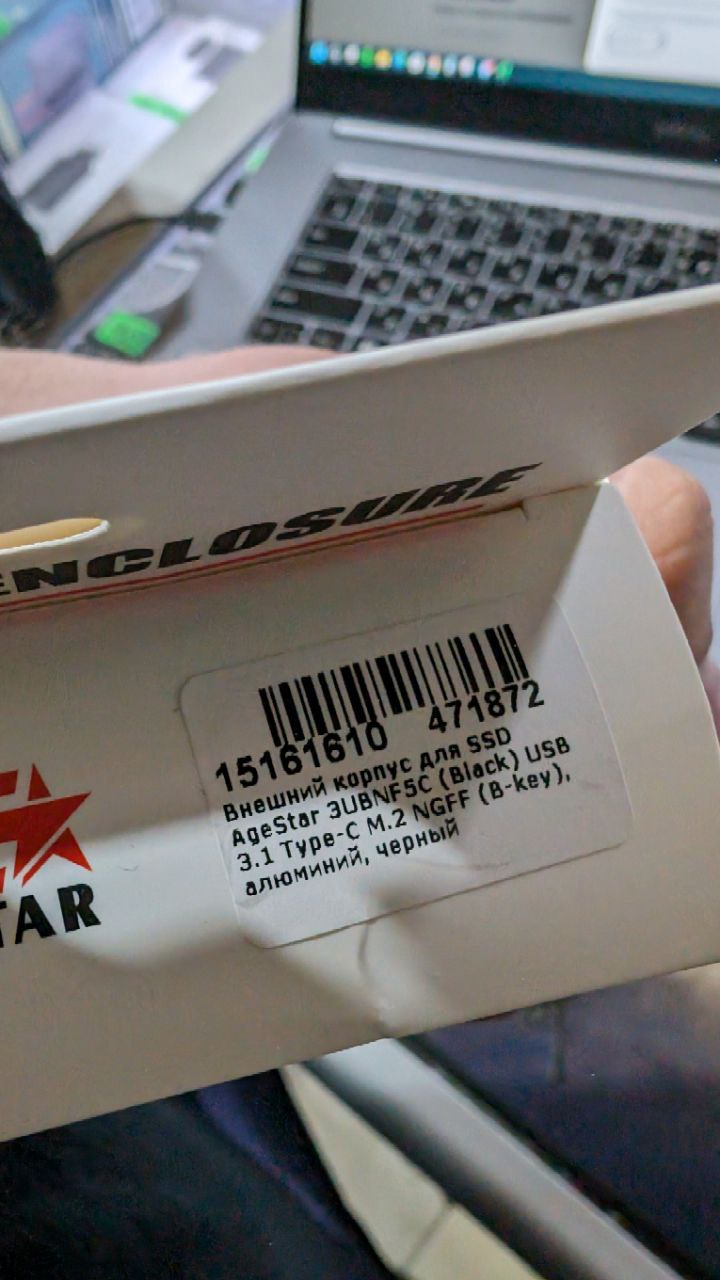 ENCLOSURE
15161610 471872
Внешний корпус для SSD
AgeStar 3UBNF5C (Black) USB
3.1 Type-C M.2 NGFF (B-key),
алюминий, черный
TAR